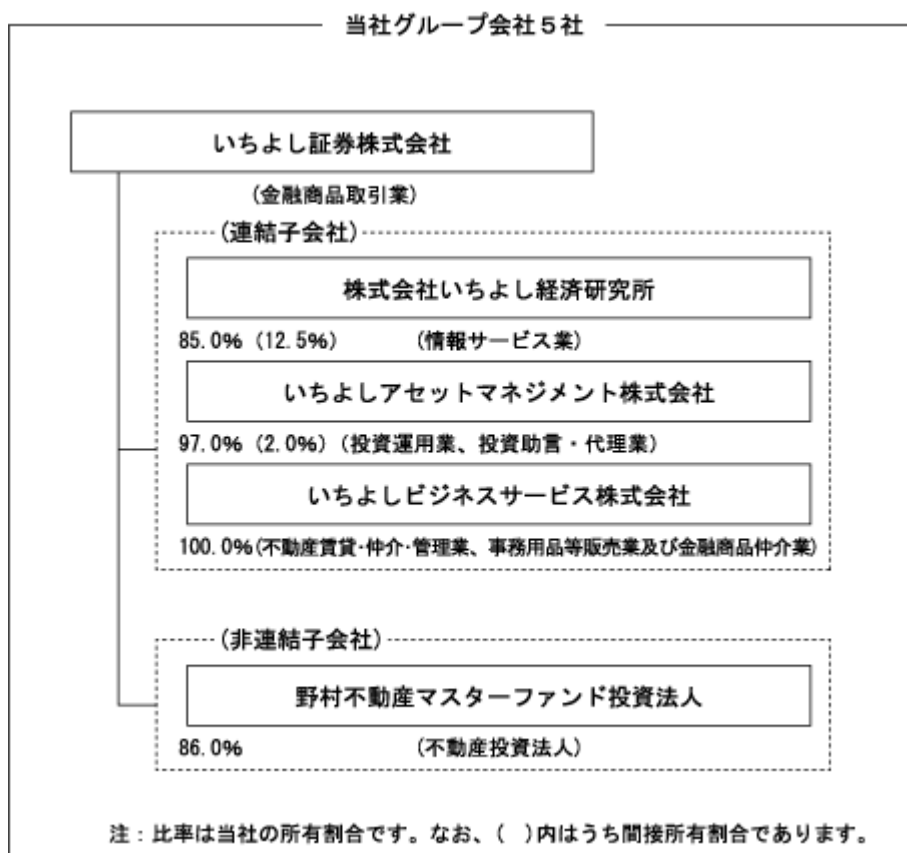 当社グループ会社５社
いちよし証券株式会社
(金融商品取引業)
(連結子会社)
株式会社いちよし経済研究所
85.0% (12.5%) (情報サービス業)
いちよしアセットマネジメント株式会社
97.0% (2.0%) (投資運用業、投資助言・代理業)
いちよしビジネスサービス株式会社
100.0%(不動産賃貸・仲介・管理業、事務用品等販売業及び金融商品仲介業)
(非連結子会社)
野村不動産マスターファンド投資法人
86.0% (不動産投資法人)
注：比率は当社の所有割合です。なお、( )内はうち間接所有割合であります。